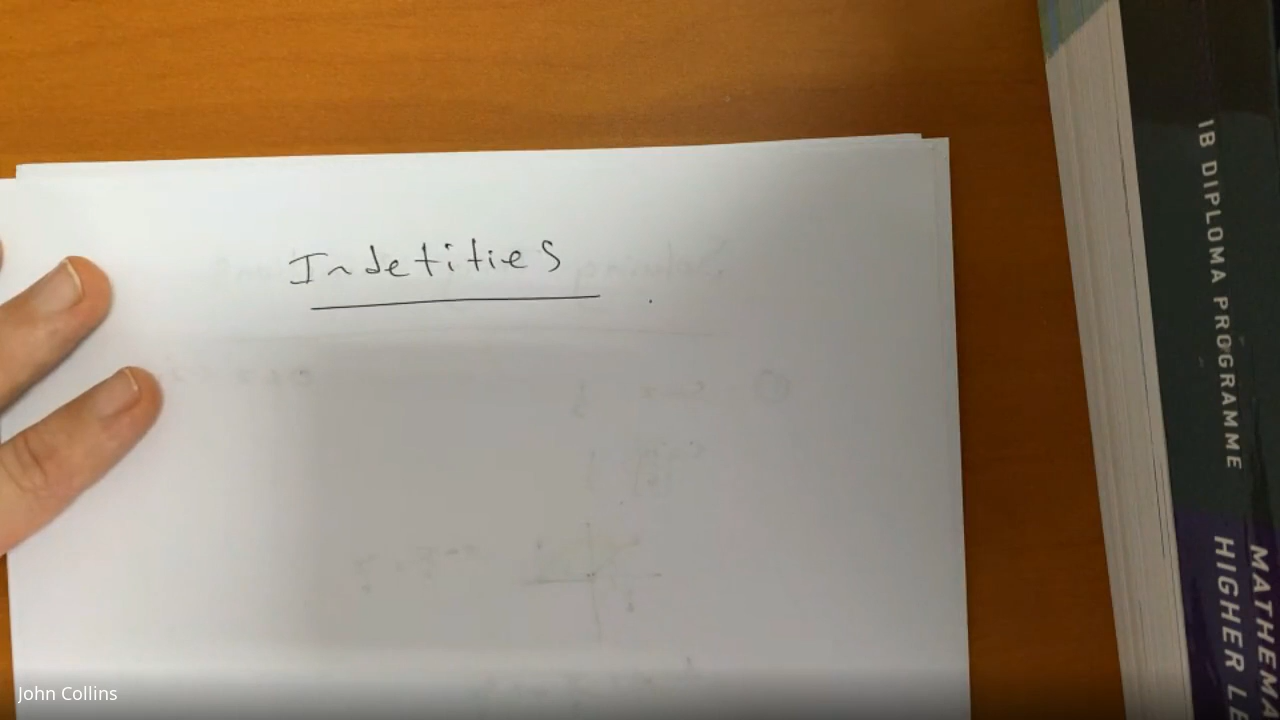 Indetities
IB DIPLOMA PROGRAMME
MATHEMA
HIGHER LE
John Collins